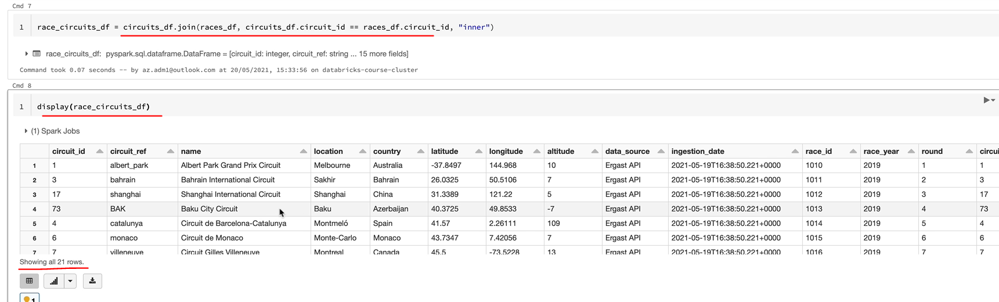 Cmd 7
1 race_circuits_df = circuits_df.join(races_df, circuits_df.circuit_id == races_df.circuit_id, "inner")
race_circuits_df: pyspark.sql.dataframe.DataFrame = [circuit_id: integer, circuit_ref: string ... 15 more fields]
Command took 0.07 seconds -- by az.adm1@outlook.com at 20/05/2021, 15:33:56 on databricks-course-cluster
Cmd 8
1 display(race_circuits_df)
(1) Spark Jobs
circuit_id circuit_ref name location country latitude longitude altitude data_source ingestion_date race_id race_year round circui
1 1 albert_park Albert Park Grand Prix Circuit Melbourne Australia -37.8497 144.968 10 Ergast API 2021-05-19T16:38:50.221+0000 1010 2019 1 1
2 3 bahrain Bahrain International Circuit Sakhir Bahrain 26.0325 50.5106 7 Ergast API 2021-05-19T16:38:50.221+0000 1011 2019 2 3
3 17 shanghai Shanghai International Circuit Shanghai China 31.3389 121.22 5 Ergast API 2021-05-19T16:38:50.221+0000 1012 2019 3 17
4 73 BAK Baku City Circuit Baku Azerbaijan 40.3725 49.8533 -7 Ergast API 2021-05-19T16:38:50.221+0000 1013 2019 4 73
5 4 catalunya Circuit de Barcelona-Catalunya Montmeló Spain 41.57 2.26111 109 Ergast API 2021-05-19T16:38:50.221+0000 1014 2019 5 4
6 6 monaco Circuit de Monaco Monte-Carlo Monaco 43.7347 7.42056 7 Ergast API 2021-05-19T16:38:50.221+0000 1015 2019 6 6
7 7 villeneuve Circuit Gilles Villeneuve Montreal Canada 45.5 -73.5228 13 Ergast API 2021-05-19T16:38:50.221+0000 1016 2019 7 7
Showing all 21 rows.
1